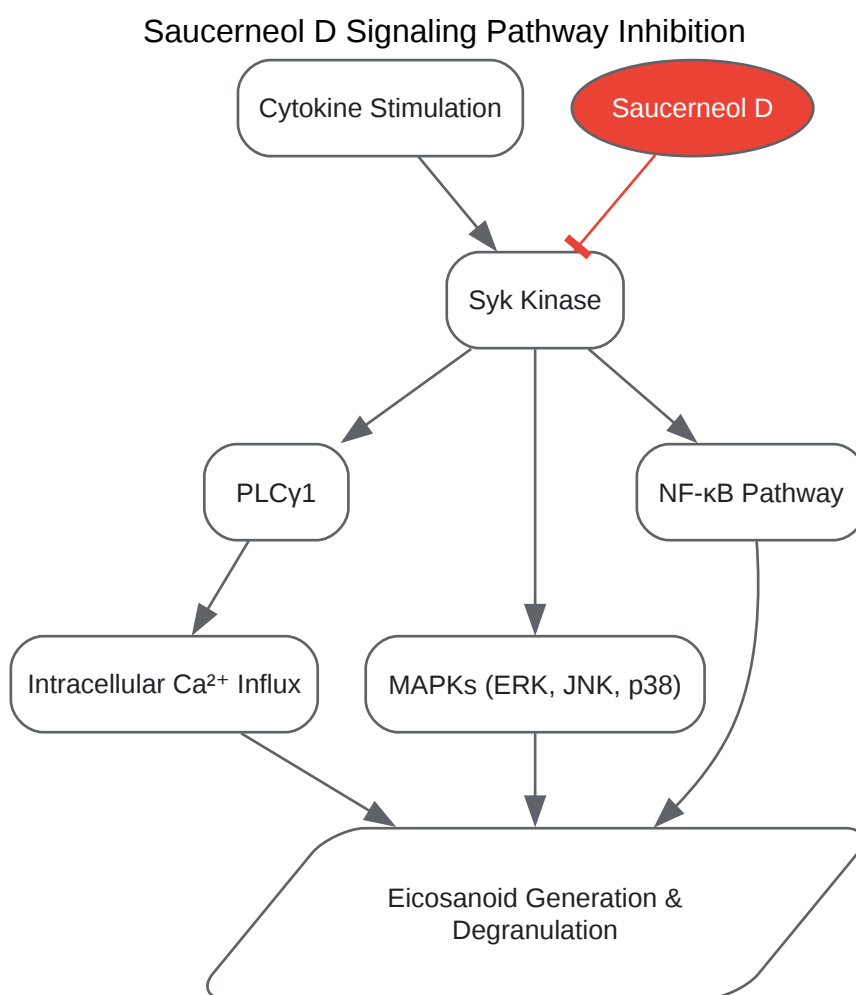 Saucerneol D Signaling Pathway Inhibition
Cytokine Stimulation
Saucerneol D
Syk Kinase
PLCγ1
NF-κB Pathway
Intracellular Ca²⁺ Influx
MAPKs (ERK, JNK, p38)
Eicosanoid Generation &
Degranulation